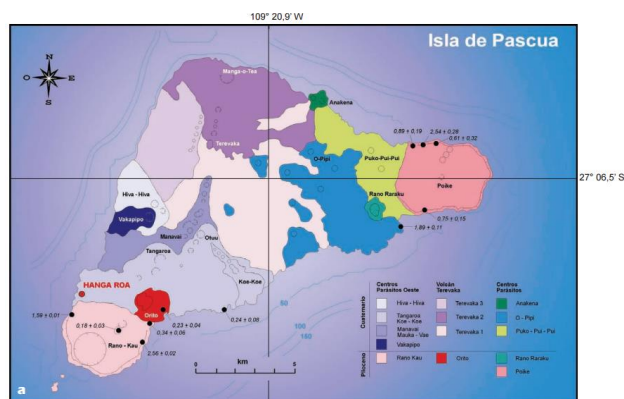 109° 20,9' W
Isla de Pascua
N
O E
S
Manga-o-Tea
Anakena
0,69 + 0,19
2,54 + 0,28
0,61 + 0,32
Terevaka
O-Pipi
Puko-Pui-Pui
Poike
27° 06,5' S
Hiva - Hiva
Rano Raraku
Vakapipo
0,75 + 0,15
Manavai
Otuu
1,89 + 0,11
Tangaroa
Koe-Koe
HANGA ROA
Orito
50
100
150
1,58 + 0,01
0,18 + 0,03
0,23 + 0,04
0,24 + 0,08
0,34 + 0,06
Rano - Kau
2,56 + 0,02
km
0 5
Centros Parásitos Oeste
Volcán Terevaka
Centros Parásitos
Cuaternario
Hiva - Hiva
Terevaka 3
Anakena
Tangaroa
Koe - Koe
Terevaka 2
O - Pipi
Manavai
Mauka - Vae
Terevaka 1
Puko - Pui - Pui
Vakapipo
Plioceno
Rano Kau
Orito
Rano Raraku
Poike
a